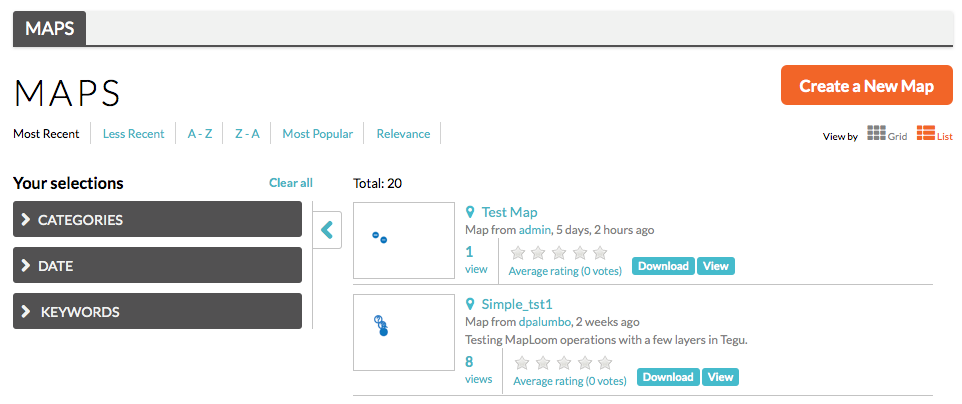 MAPS
MAPS
Create a New Map
Most Recent Less Recent A - Z Z - A Most Popular Relevance
View by Grid List
Your selections Clear all
Total: 20
CATEGORIES
DATE
KEYWORDS
Test Map
Map from admin, 5 days, 2 hours ago
1
view
Average rating (0 votes)
Download View
Simple_tst1
Map from dpalumbo, 2 weeks ago
Testing MapLoom operations with a few layers in Tegu.
8
views
Average rating (0 votes)
Download View